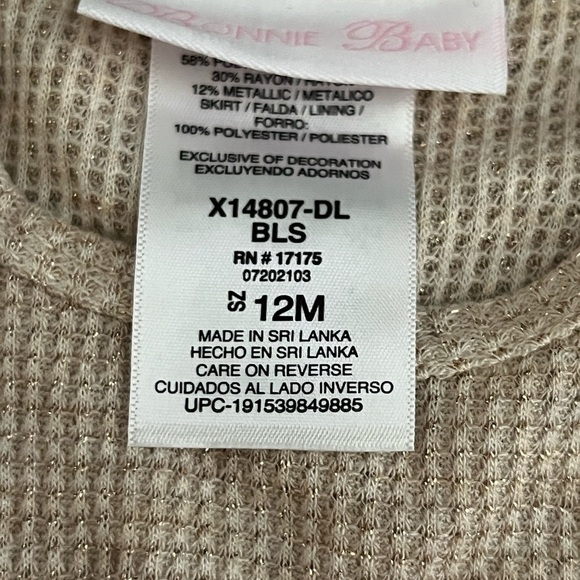 BONNIE BABY
30% RAYON /
12% METALLIC / METALICO
SKIRT / FALDA / LINING /
FORRO:
100% POLYESTER / POLIESTER
EXCLUSIVE OF DECORATION
EXCLUYENDO ADORNOS
X14807-DL
BLS
RN # 17175
07202103
SZ 12M
MADE IN SRI LANKA
HECHO EN SRI LANKA
CARE ON REVERSE
CUIDADOS AL LADO INVERSO
UPC-191539849885